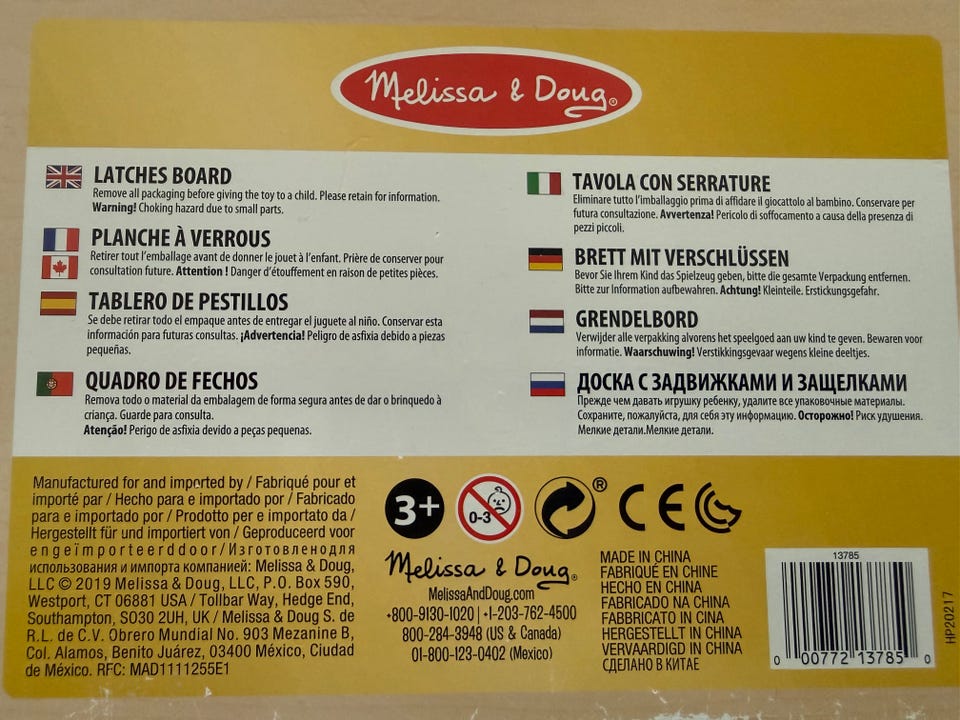 Melissa & Doug®
LATCHES BOARD
Remove all packaging before giving the toy to a child. Please retain for information.
Warning! Choking hazard due to small parts.
PLANCHE À VERROUS
Retirer tout l'emballage avant de donner le jouet à l'enfant. Prière de conserver pour
consultation future. Attention ! Danger d'étouffement en raison de petites pièces.
TABLERO DE PESTILLOS
Se debe retirar todo el empaque antes de entregar el juguete al niño. Conservar esta
información para futuras consultas. ¡Advertencia! Peligro de asfixia debido a piezas
pequeñas.
QUADRO DE FECHOS
Remova todo o material da embalagem de forma segura antes de dar o brinquedo à
criança. Guarde para consulta.
Atenção! Perigo de asfixia devido a peças pequenas.
TAVOLA CON SERRATURE
Eliminare tutto l'imballaggio prima di affidare il giocattolo al bambino. Conservare per
futura consultazione. Avvertenza! Pericolo di soffocamento a causa della presenza di
pezzi piccoli.
BRETT MIT VERSCHLÜSSEN
Bevor Sie Ihrem Kind das Spielzeug geben, bitte die gesamte Verpackung entfernen.
Bitte zur Information aufbewahren. Achtung! Kleinteile. Erstickungsgefahr.
GRENDELBORD
Verwijder alle verpakking alvorens het speelgoed aan uw kind te geven. Bewaren voor
informatie. Waarschuwing! Verstikkingsgevaar wegens kleine deeltjes.
ДОСКА С ЗАДВИЖКАМИ И ЗАЩЕЛКАМИ
Прежде чем давать игрушку ребенку, удалите все упаковочные материалы.
Сохраните, пожалуйста, для себя эту информацию. Осторожно! Риск удушения.
Мелкие детали.Мелкие детали.
Manufactured for and imported by / Fabriqué pour et
importé par / Hecho para e importado por / Fabricado
para e importado por / Prodotto per e importato da /
Hergestellt für und importiert von / Geproduceerd voor
en geïmporteerd door / Изготовлено для
использования и импорта компанией: Melissa & Doug,
LLC © 2019 Melissa & Doug, LLC, P.O. Box 590,
Westport, CT 06881 USA / Tollbar Way, Hedge End,
Southampton, SO30 2UH, UK / Melissa & Doug S. de
R.L. de C.V. Obrero Mundial No. 903 Mezanine B,
Col. Alamos, Benito Juárez, 03400 México, Ciudad
de México. RFC: MAD1111255E1
3+
0-3
®
CE
Melissa & Doug®
MelissaAndDoug.com
+800-9130-1020 | +1-203-762-4500
800-284-3948 (US & Canada)
01-800-123-0402 (Mexico)
MADE IN CHINA
FABRIQUÉ EN CHINE
HECHO EN CHINA
FABRICADO NA CHINA
FABBRICATO IN CINA
HERGESTELLT IN CHINA
VERVAARDIGD IN CHINA
СДЕЛАНО В КИТАЕ
13785
0 00772 13785 0
HP20217